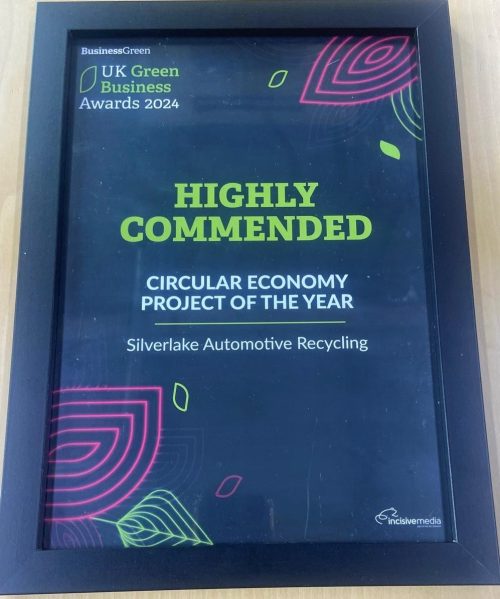 BusinessGreen
UK Green
Business
Awards 2024
HIGHLY
COMMENDED
CIRCULAR ECONOMY
PROJECT OF THE YEAR
Silverlake Automotive Recycling
incisivemedia